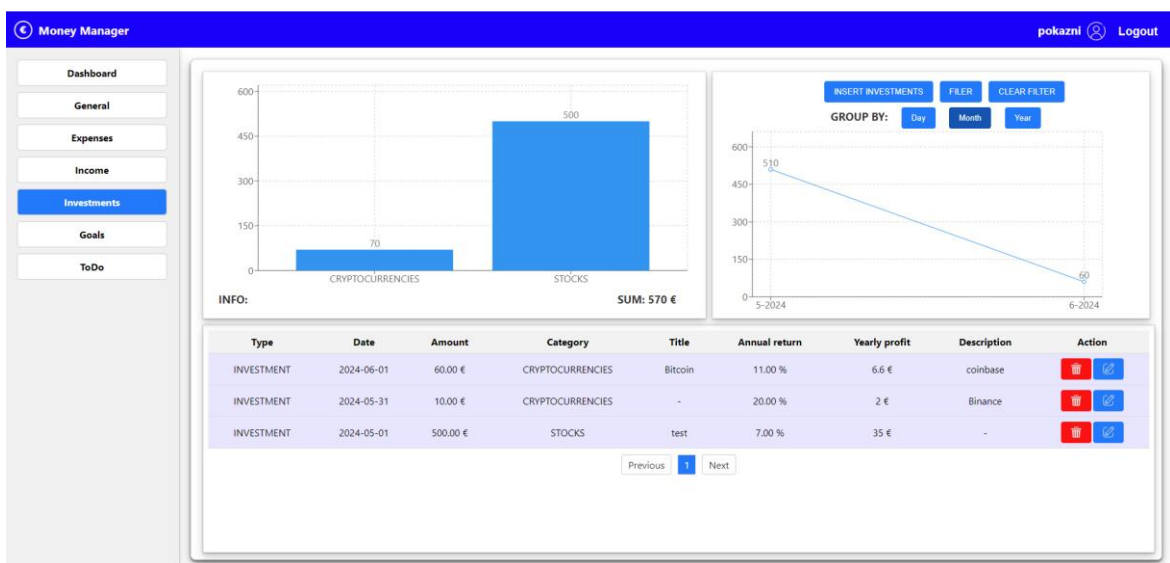 € Money Manager
pokazni Logout
Dashboard
General
Expenses
Income
Investments
Goals
ToDo
600
450
300
150
0
70
500
CRYPTOCURRENCIES STOCKS
INFO: SUM: 570 €
INSERT INVESTMENTS FILER CLEAR FILTER
GROUP BY: Day Month Year
600
450
300
150
0
510
60
5-2024 6-2024
Type Date Amount Category Title Annual return Yearly profit Description Action
INVESTMENT 2024-06-01 60.00 € CRYPTOCURRENCIES Bitcoin 11.00 % 6.6 € coinbase
INVESTMENT 2024-05-31 10.00 € CRYPTOCURRENCIES - 20.00 % 2 € Binance
INVESTMENT 2024-05-01 500.00 € STOCKS test 7.00 % 35 € -
Previous 1 Next